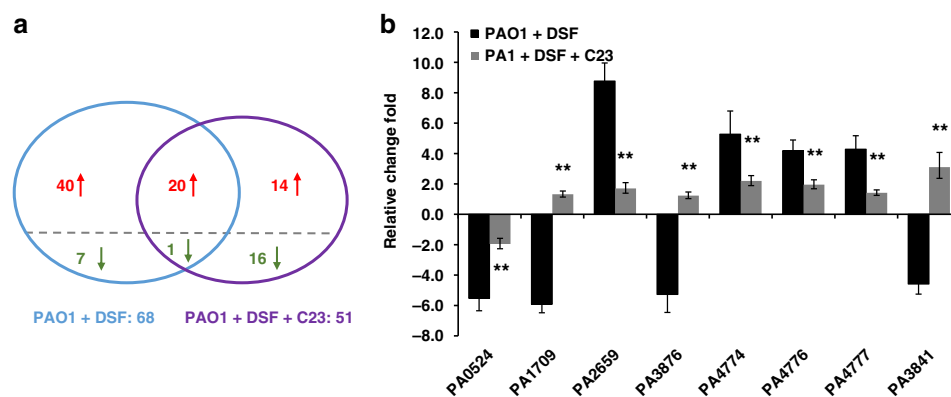 a
40
20
14
7
1
16
PAO1 + DSF: 68
PAO1 + DSF + C23: 51
b
PAO1 + DSF
PA1 + DSF + C23
Relative change fold
12.0
10.0
8.0
6.0
4.0
2.0
0.0
–2.0
–4.0
–6.0
–8.0
**
**
**
**
**
**
**
**
PA0524
PA1709
PA2659
PA3876
PA4774
PA4776
PA4777
PA3841